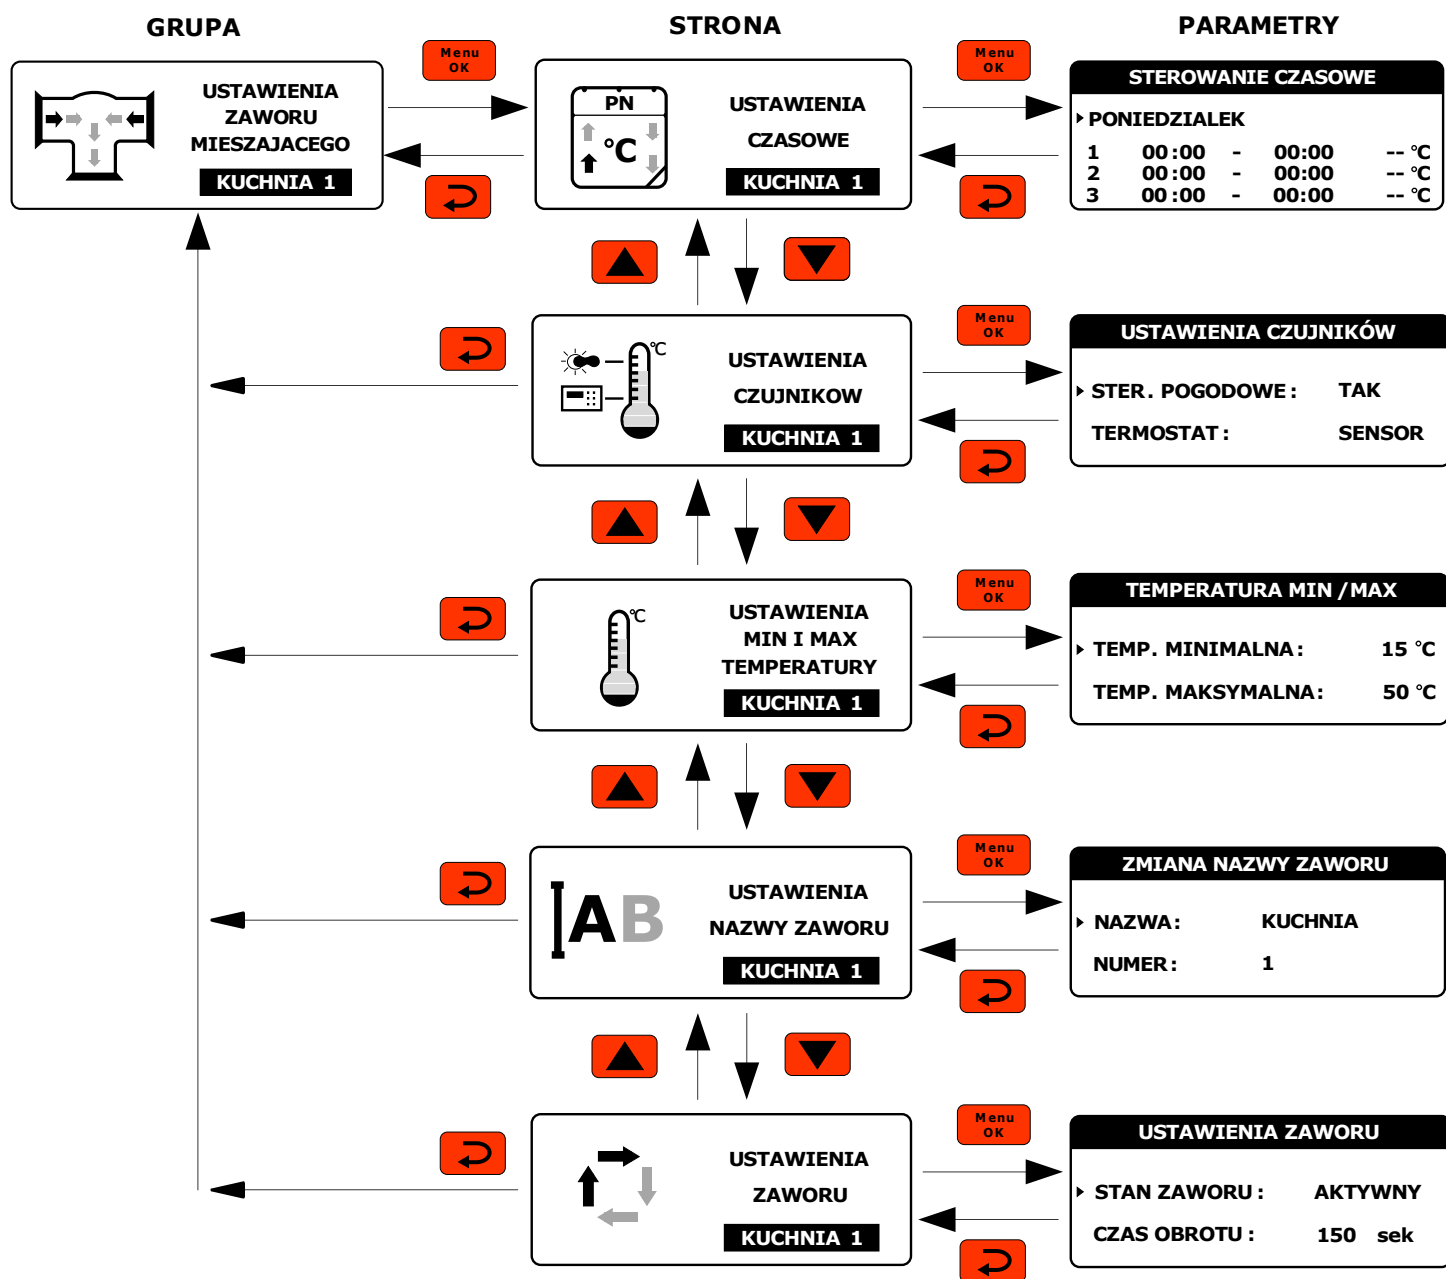 GRUPA
STRONA
PARAMETRY
USTAWIENIA
ZAWORU
MIESZAJACEGO
KUCHNIA 1
Menu
OK
PN
°C
USTAWIENIA
CZASOWE
KUCHNIA 1
Menu
OK
STEROWANIE CZASOWE
PONIEDZIALEK
1 00:00 - 00:00 -- °C
2 00:00 - 00:00 -- °C
3 00:00 - 00:00 -- °C
°C
USTAWIENIA
CZUJNIKOW
KUCHNIA 1
Menu
OK
USTAWIENIA CZUJNIKÓW
STER. POGODOWE: TAK
TERMOSTAT: SENSOR
°C
USTAWIENIA
MIN I MAX
TEMPERATURY
KUCHNIA 1
Menu
OK
TEMPERATURA MIN /MAX
TEMP. MINIMALNA: 15 °C
TEMP. MAKSYMALNA: 50 °C
AB
USTAWIENIA
NAZWY ZAWORU
KUCHNIA 1
Menu
OK
ZMIANA NAZWY ZAWORU
NAZWA: KUCHNIA
NUMER: 1
USTAWIENIA
ZAWORU
KUCHNIA 1
Menu
OK
USTAWIENIA ZAWORU
STAN ZAWORU: AKTYWNY
CZAS OBROTU: 150 sek